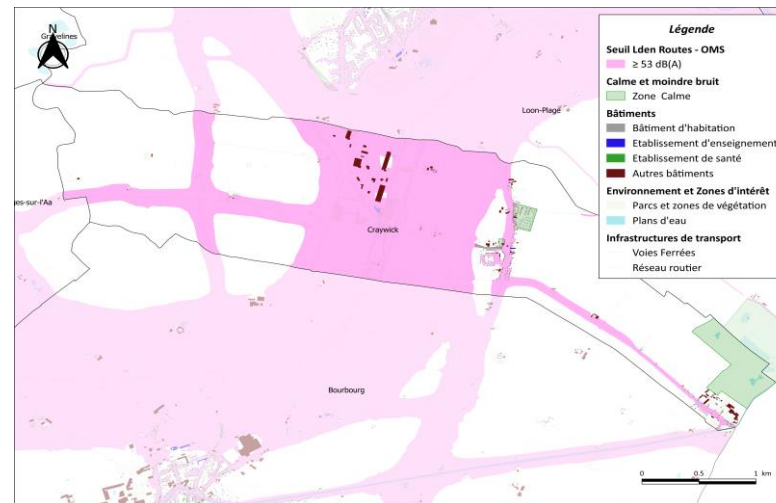 N
Gravelines
Loon-Plage
es-sur-l'Aa
Craywick
Bourbourg
Légende
Seuil Lden Routes - OMS
≥ 53 dB(A)
Calme et moindre bruit
Zone Calme
Bâtiments
Bâtiment d'habitation
Etablissement d'enseignement
Etablissement de santé
Autres bâtiments
Environnement et Zones d'intérêt
Parcs et zones de végétation
Plans d'eau
Infrastructures de transport
Voies Ferrées
Réseau routier
0 0.5 1 km